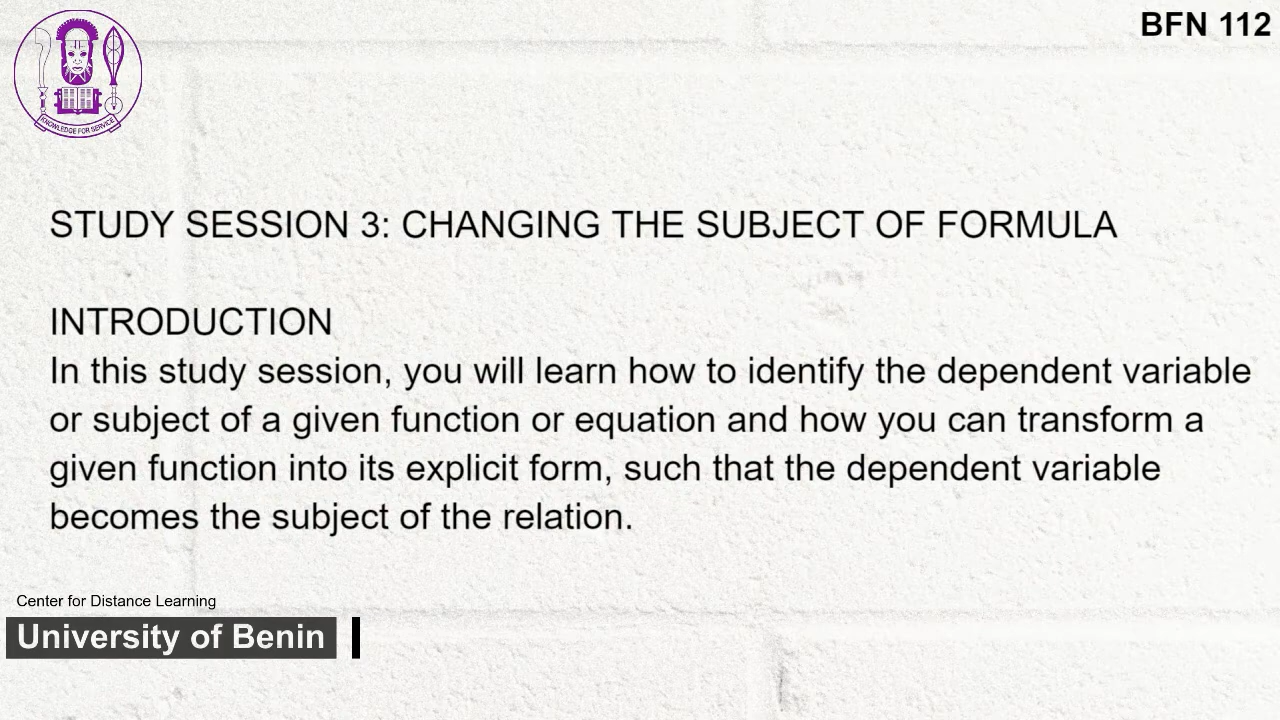 BFN 112
KNOWLEDGE FOR SERVICE
STUDY SESSION 3: CHANGING THE SUBJECT OF FORMULA
INTRODUCTION
In this study session, you will learn how to identify the dependent variable
or subject of a given function or equation and how you can transform a
given function into its explicit form, such that the dependent variable
becomes the subject of the relation.
Center for Distance Learning
University of Benin